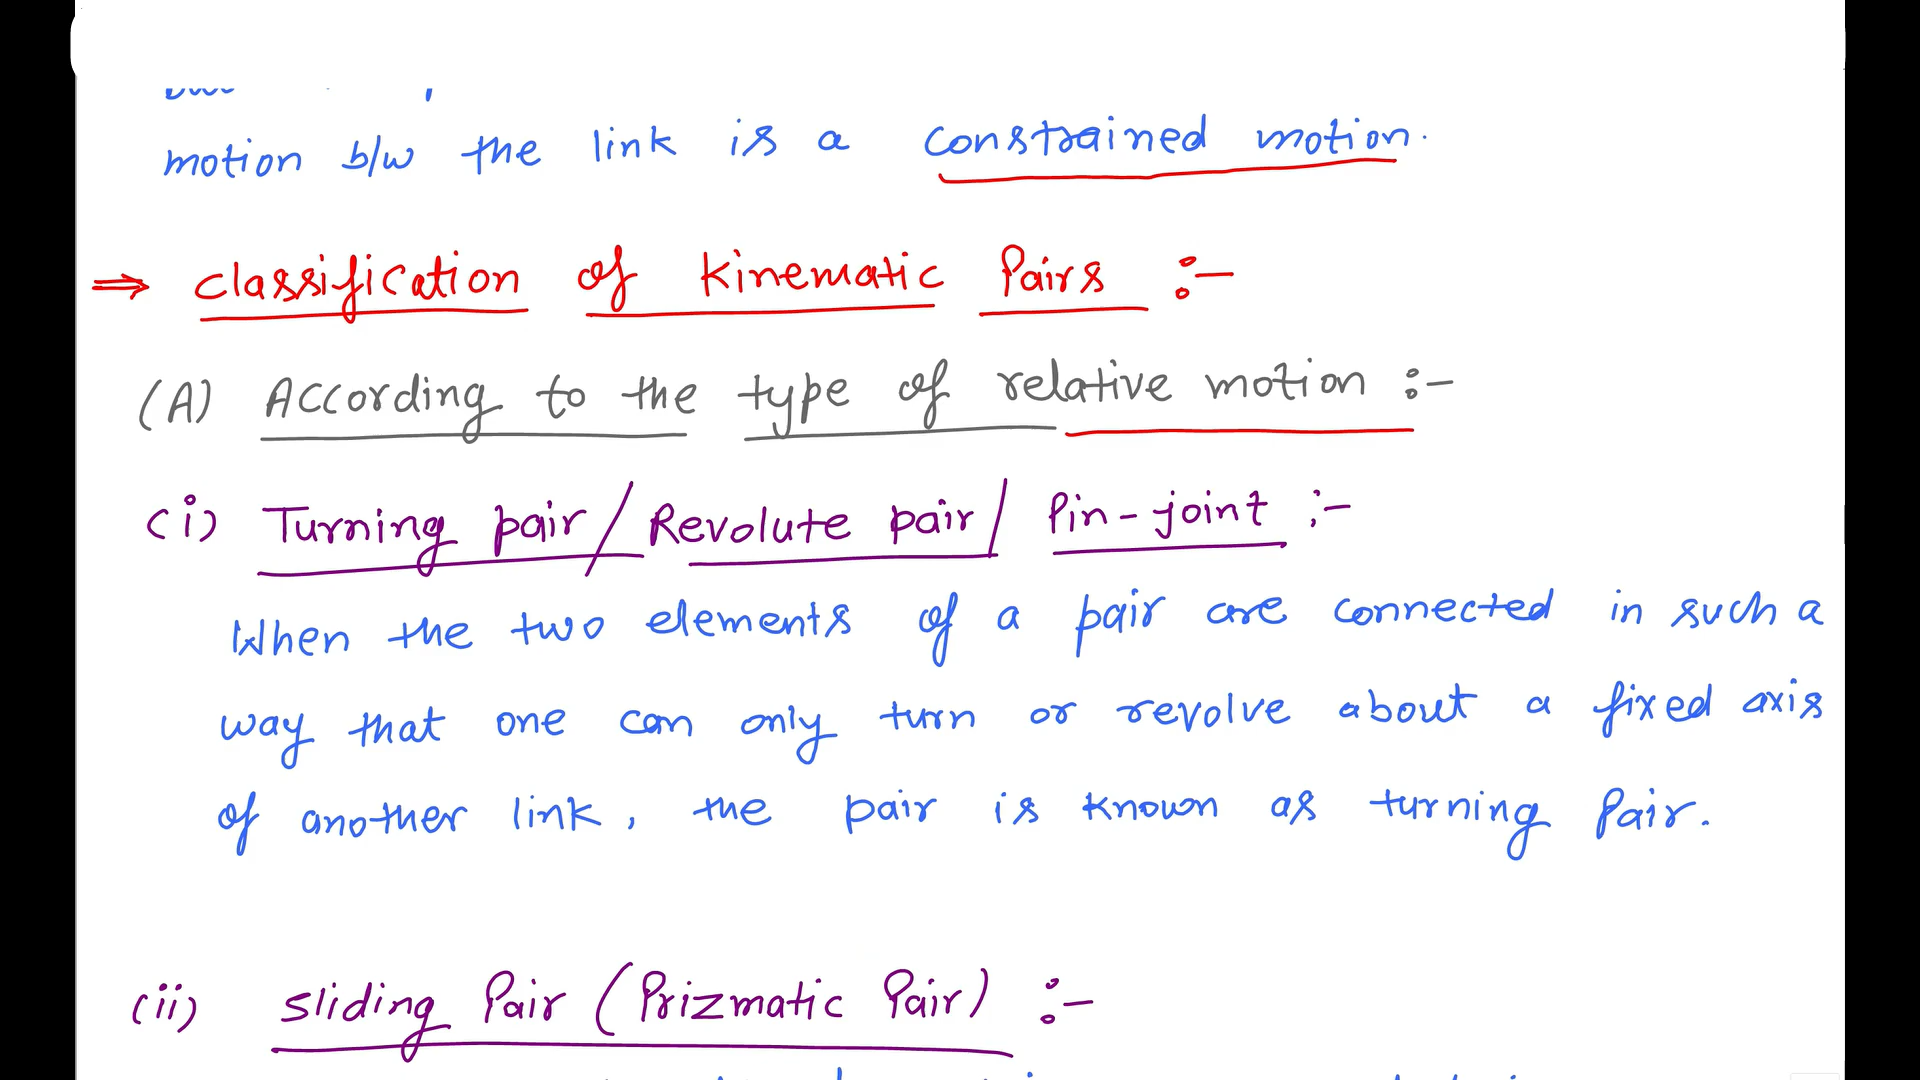 motion b/w the link is a constrained motion.
⇒ classification of kinematic Pairs :-
(A) According to the type of relative motion :-
(i) Turning pair/Revolute pair/ Pin-joint :-
When the two elements of a pair are connected in such a
way that one can only turn or revolve about a fixed axis
of another link, the pair is known as turning Pair.
(ii) Sliding Pair (Prizmatic Pair) :-